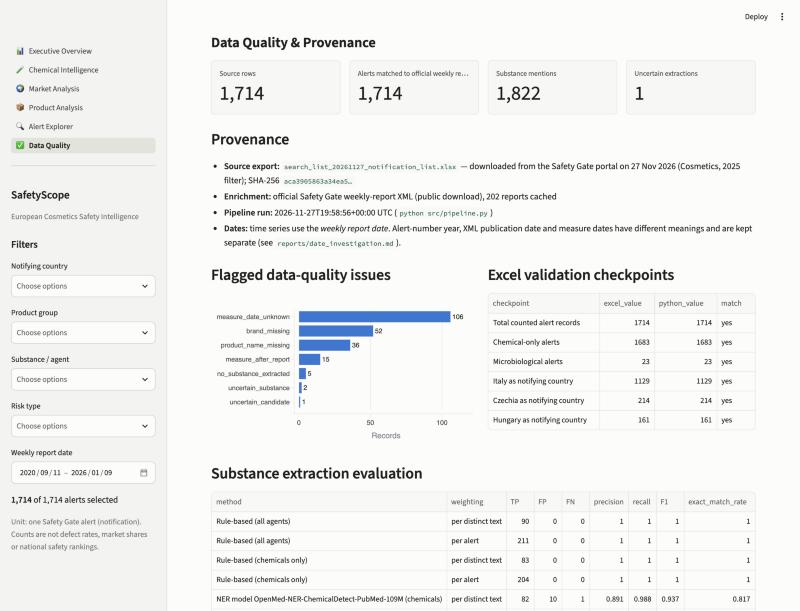 Deploy
Executive Overview
Chemical Intelligence
Market Analysis
Product Analysis
Alert Explorer
Data Quality
SafetyScope
European Cosmetics Safety Intelligence
Filters
Notifying country
Choose options
Product group
Choose options
Substance / agent
Choose options
Risk type
Choose options
Weekly report date
2020/09/11 – 2026/01/09
1,714 of 1,714 alerts selected
Unit: one Safety Gate alert (notification).
Counts are not defect rates, market shares
or national safety rankings.
Data Quality & Provenance
Source rows
1,714
Alerts matched to official weekly re...
1,714
Substance mentions
1,822
Uncertain extractions
1
Provenance
• Source export: search_list_20261127_notification_list.xlsx — downloaded from the Safety Gate portal on 27 Nov 2026 (Cosmetics, 2025
filter); SHA-256 aca3905863a34ea5…
• Enrichment: official Safety Gate weekly-report XML (public download), 202 reports cached
• Pipeline run: 2026-11-27T19:58:56+00:00 UTC ( python src/pipeline.py )
• Dates: time series use the weekly report date. Alert-number year, XML publication date and measure dates have different meanings and are kept
separate (see reports/date_investigation.md ).
Flagged data-quality issues
measure_date_unknown 106
brand_missing 52
product_name_missing 36
measure_after_report 15
no_substance_extracted 5
uncertain_substance 2
uncertain_candidate 1
0 50 100
Records
Excel validation checkpoints
checkpoint excel_value python_value match
Total counted alert records 1714 1714 yes
Chemical-only alerts 1683 1683 yes
Microbiological alerts 23 23 yes
Italy as notifying country 1129 1129 yes
Czechia as notifying country 214 214 yes
Hungary as notifying country 161 161 yes
Substance extraction evaluation
method weighting TP FP FN precision recall F1 exact_match_rate
Rule-based (all agents) per distinct text 90 0 0 1 1 1 1
Rule-based (all agents) per alert 211 0 0 1 1 1 1
Rule-based (chemicals only) per distinct text 83 0 0 1 1 1 1
Rule-based (chemicals only) per alert 204 0 0 1 1 1 1
NER model OpenMed-NER-ChemicalDetect-PubMed-109M (chemicals) per distinct text 82 10 1 0.891 0.988 0.937 0.817